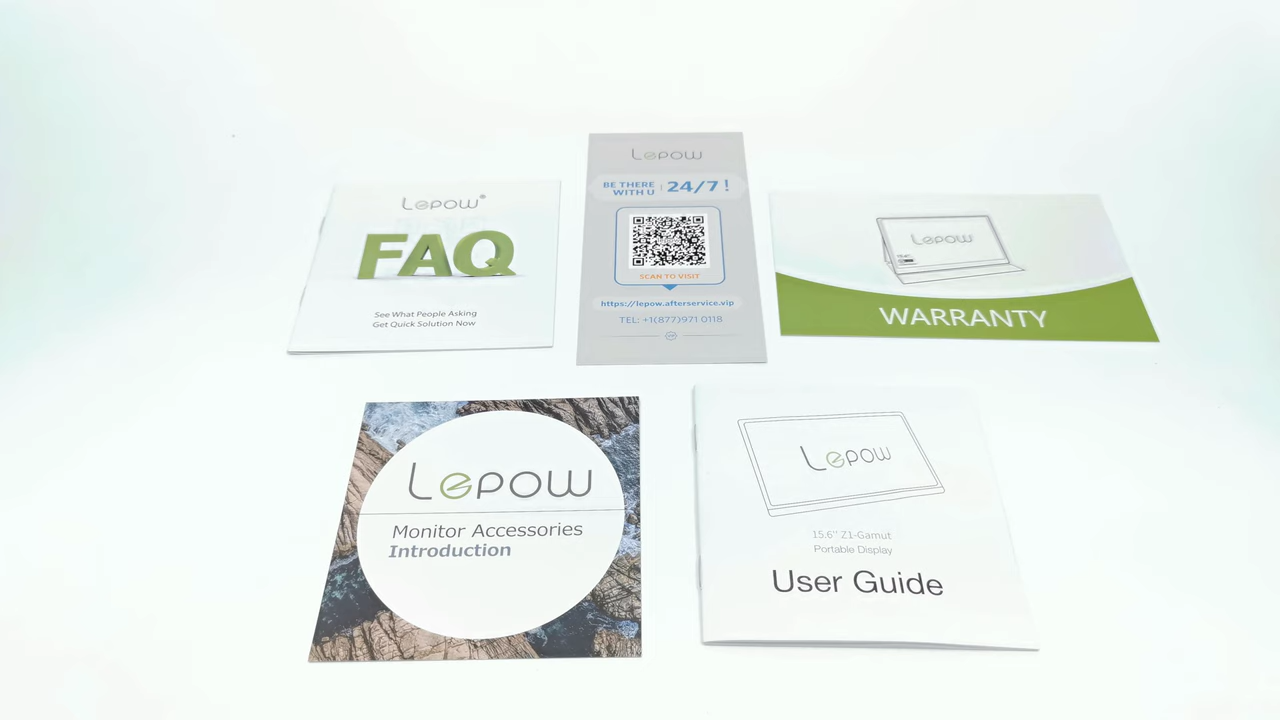 Lepow®
FAQ
See What People Asking
Get Quick Solution Now
Lepow
BE THERE
WITH U
24/7!
SCAN TO VISIT
https://lepow.afterservice.vip
TEL: +1(877)971 0118
Lepow
WARRANTY
Lepow
Monitor Accessories
Introduction
Lepow
15.6" Z1-Gamut
Portable Display
User Guide